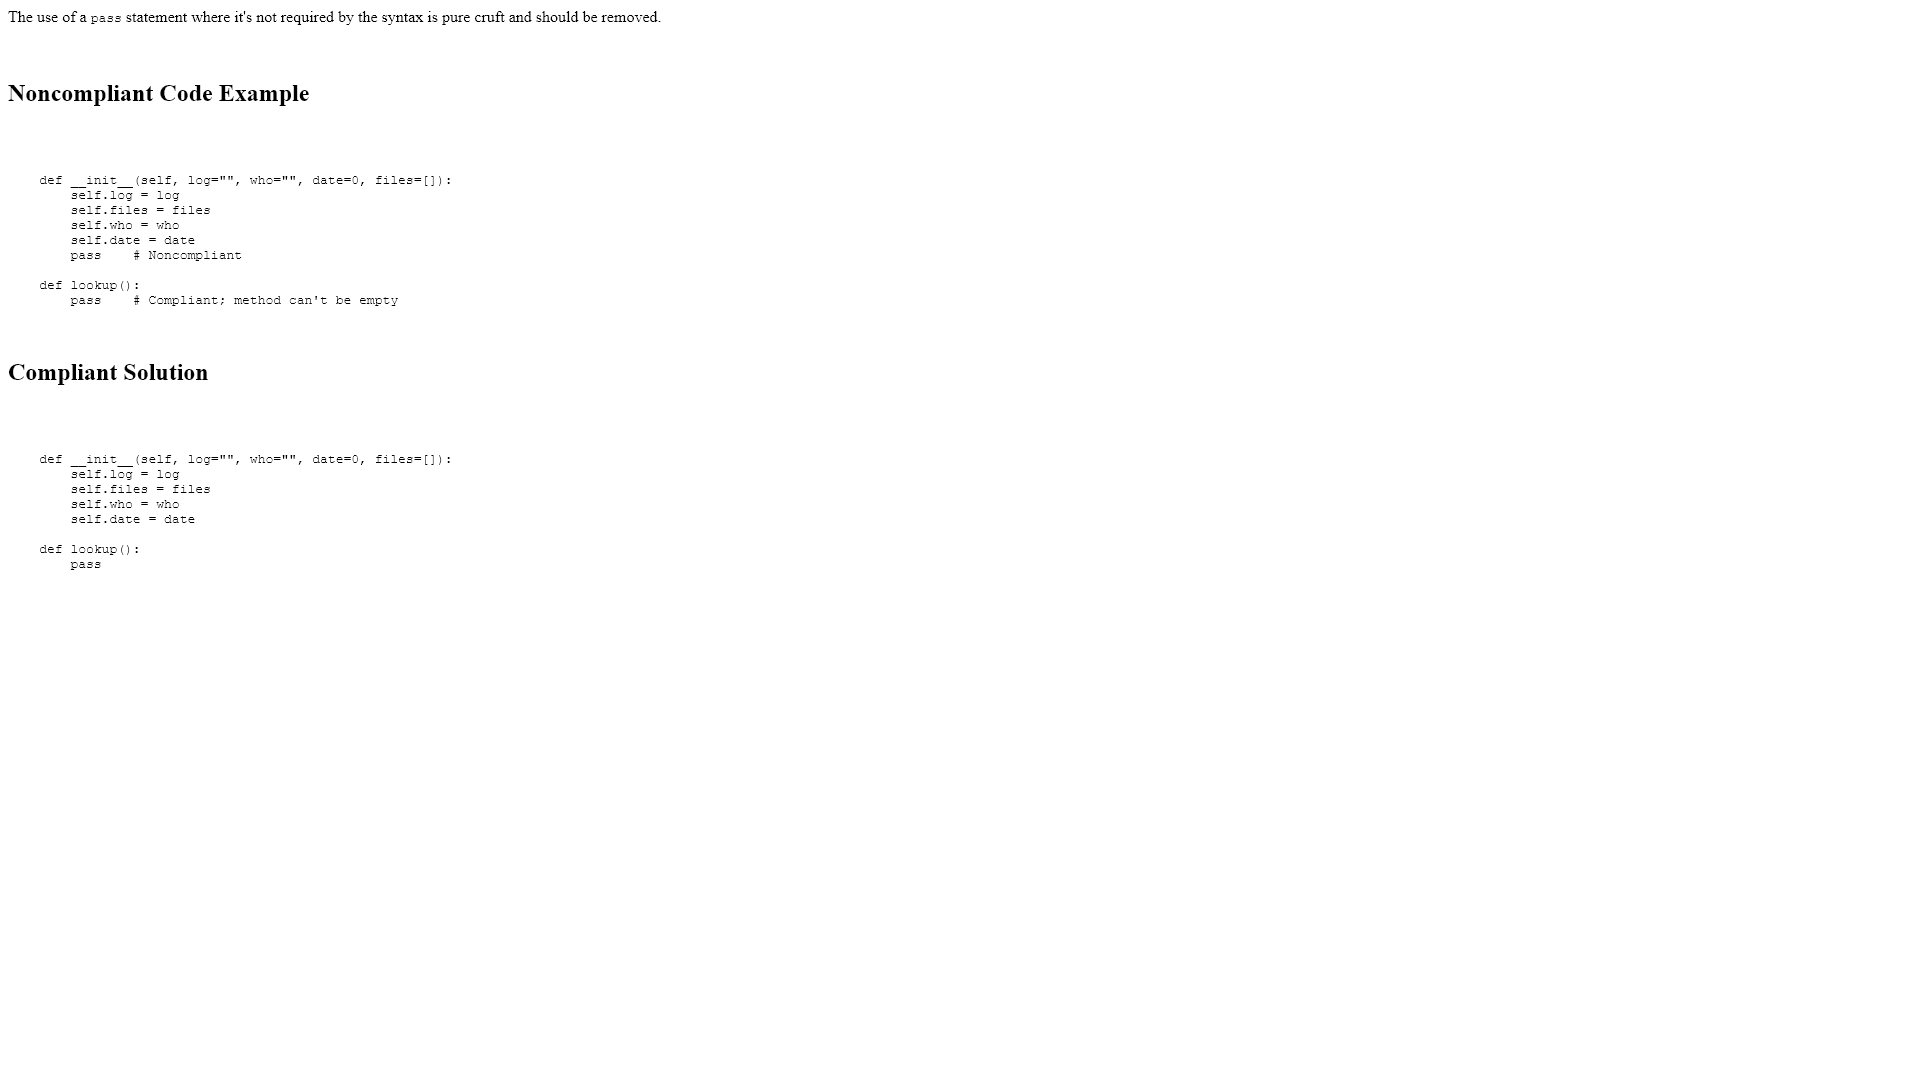 The use of a pass statement where it's not required by the syntax is pure cruft and should be removed.
Noncompliant Code Example
def __init__(self, log="", who="", date=0, files=[]):
    self.log = log
    self.files = files
    self.who = who
    self.date = date
    pass    # Noncompliant
def lookup():
    pass    # Compliant; method can't be empty
Compliant Solution
def __init__(self, log="", who="", date=0, files=[]):
    self.log = log
    self.files = files
    self.who = who
    self.date = date
def lookup():
    pass